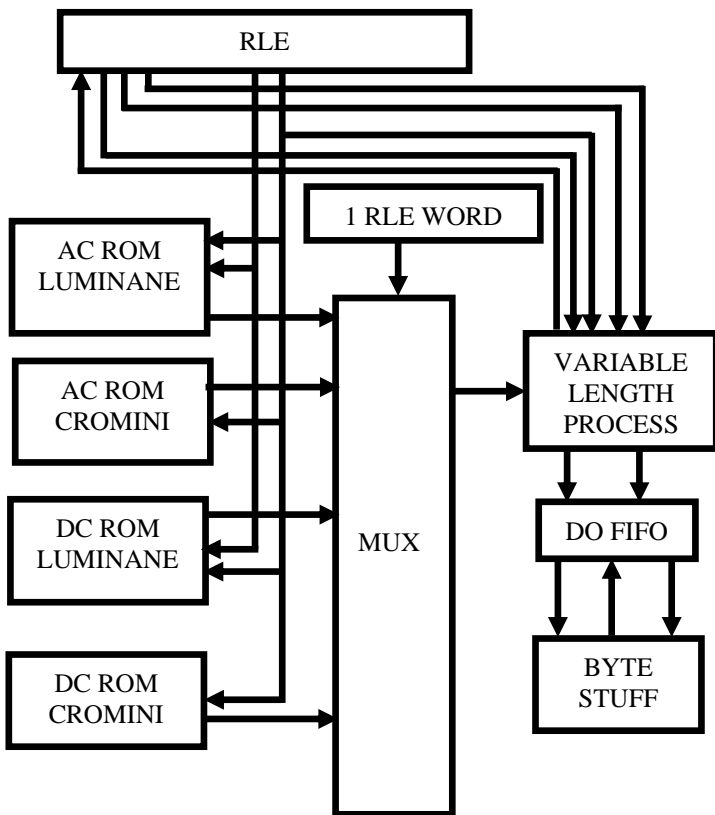 RLE
1 RLE WORD
AC ROM
LUMINANE
AC ROM
CROMINI
DC ROM
LUMINANE
DC ROM
CROMINI
MUX
VARIABLE
LENGTH
PROCESS
DO FIFO
BYTE
STUFF